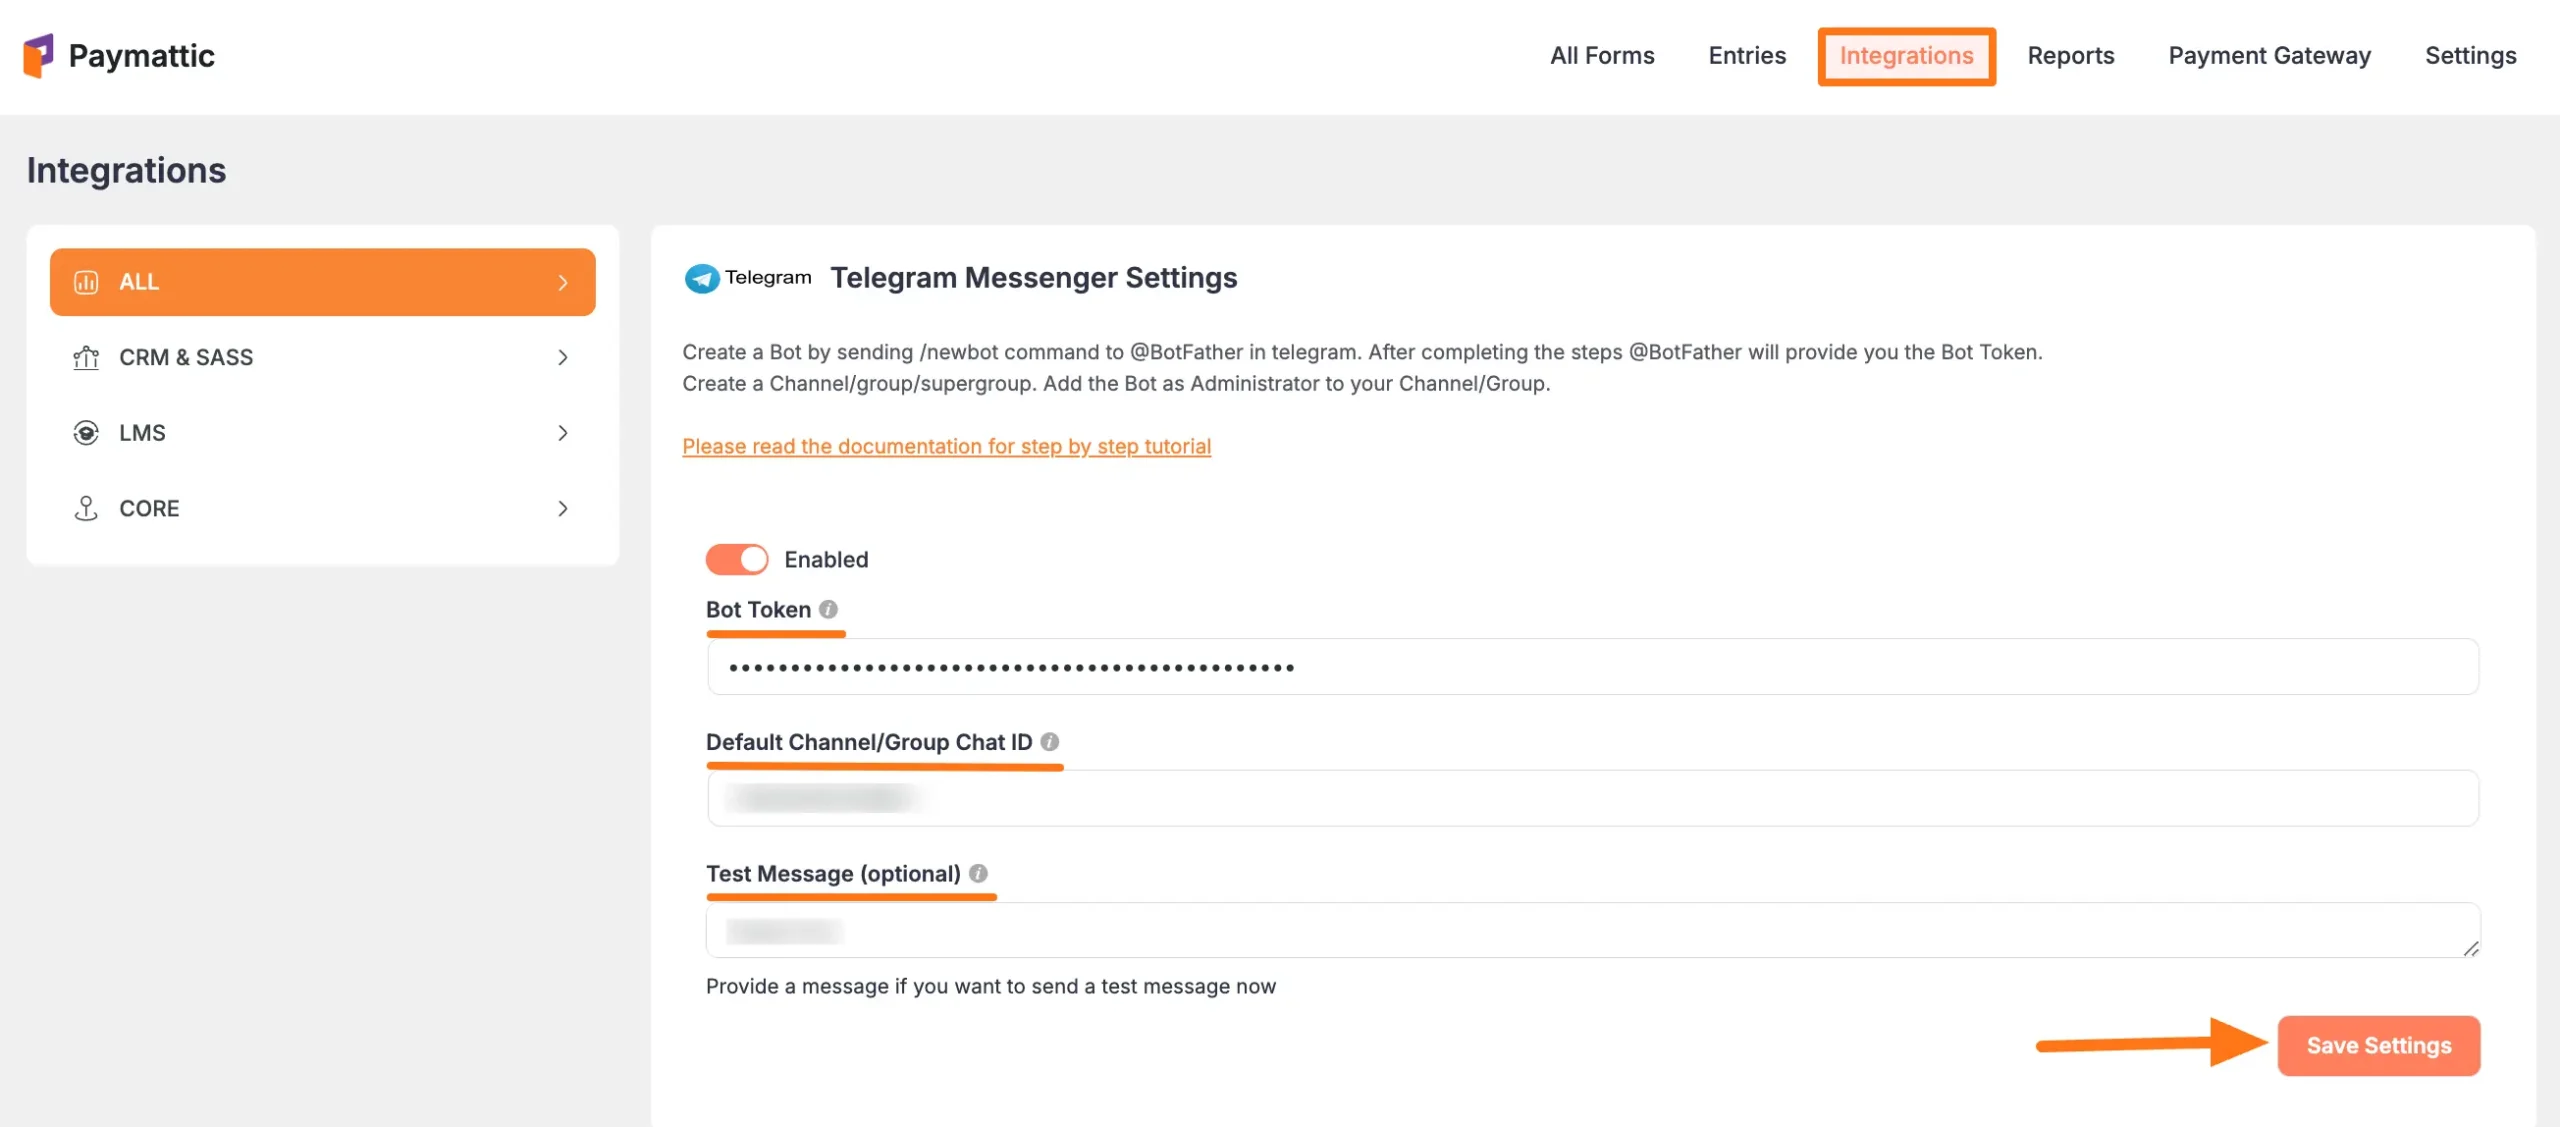 Paymattic
All Forms
Entries
Integrations
Reports
Payment Gateway
Settings
Integrations
ALL
CRM & SASS
LMS
CORE
Telegram Telegram Messenger Settings
Create a Bot by sending /newbot command to @BotFather in telegram. After completing the steps @BotFather will provide you the Bot Token.
Create a Channel/group/supergroup. Add the Bot as Administrator to your Channel/Group.
Please read the documentation for step by step tutorial
Enabled
Bot Token
Default Channel/Group Chat ID
Test Message (optional)
Provide a message if you want to send a test message now
Save Settings